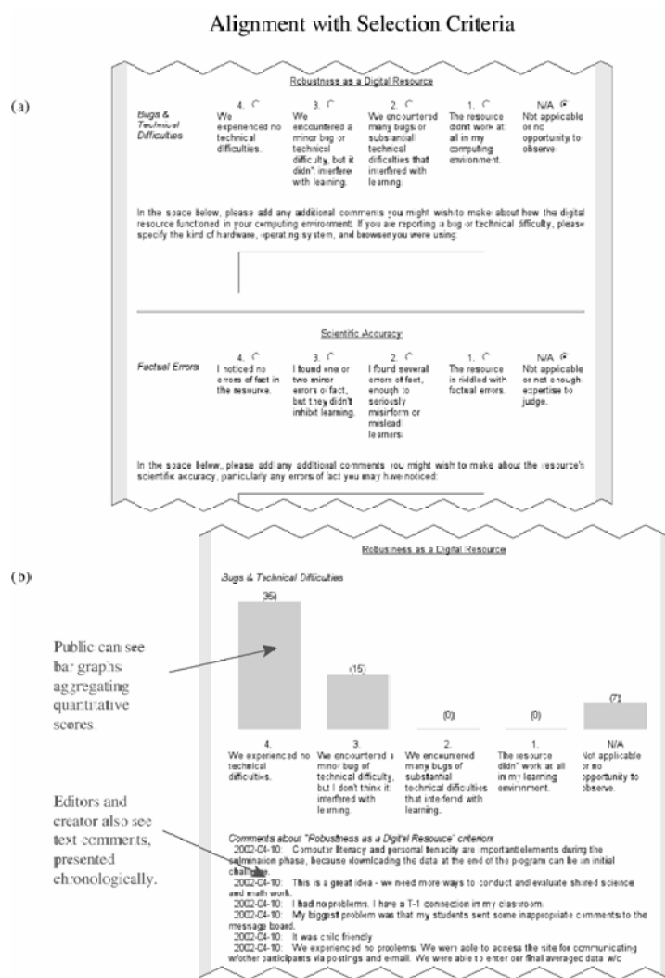 Alignment with Selection Criteria
(a)
Robustness as a Digital Resource
Bugs &
Technical
Difficulties
4.
We
experienced no
technical
difficulties.
3.
We
encountered a
minor bug or
technical
difficulty, but it
didn't interfere
with learning.
2.
We encountered
many bugs or
substantial
technical
difficulties that
interfered with
learning.
1.
The resource
didn't work at
all in my
computing
environment.
N/A
Not applicable
or no
opportunity to
observe
In the space below, please add any additional comments you might wish to make about how the digital
resource functioned in your computing environment. If you are reporting a bug or technical difficulty, please
specify the kind of hardware, operating system, and browser you were using:
Scientific Accuracy:
Factual Errors
4.
I noticed no
errors of fact in
the resource.
3.
I found one or
two minor
errors of fact,
but they didn't
inhibit learning.
2.
I found several
errors of fact,
enough to
seriously
misinform or
mislead
learners
1.
The resource
is riddled with
factual errors.
N/A
Not applicable
or not enough
expertise to
judge.
In the space below, please add any additional comments you might wish to make about the resource's
scientific accuracy, particularly any errors of fact you may have noticed:
(b)
Robustness as a Digital Resource
Bugs & Technical Difficulties
(35)
(15)
(0)
(0)
(7)
4.
We experienced no
technical
difficulties.
3.
We encountered a
minor bug of
technical difficulty,
but I don't think it
interfered with
learning.
2.
We encountered
many bugs of
substantial
technical difficulties
that interfered with
learning.
1.
The resource
didn't work at all
in my learning
environment.
N/A
Not applicable
or no
opportunity to
observe.
Public can see
bar graphs
aggregating
quantitative
scores
Editors and
creator also see
text comments,
presented
chronologically.
Comments about "Robustness as a Digital Resource" criterion
2002-04-10: Computer literacy and personal tenacity are important elements during the
submission phase, because downloading the data at the end of the program can be an initial
challenge.
2002-04-10: This is a great idea - we need more ways to conduct and evaluate shared science
and math work.
2002-04-10: I had no problems. I have a T-1 connection in my classroom.
2002-04-10: My biggest problem was that my students sent some inappropriate comments to the
message board.
2002-04-10: It was child friendly
2002-04-10: We experienced no problems. We were able to access the site for communicating
w/other participants via postings and e-mail. We were able to enter our final averaged data w/o